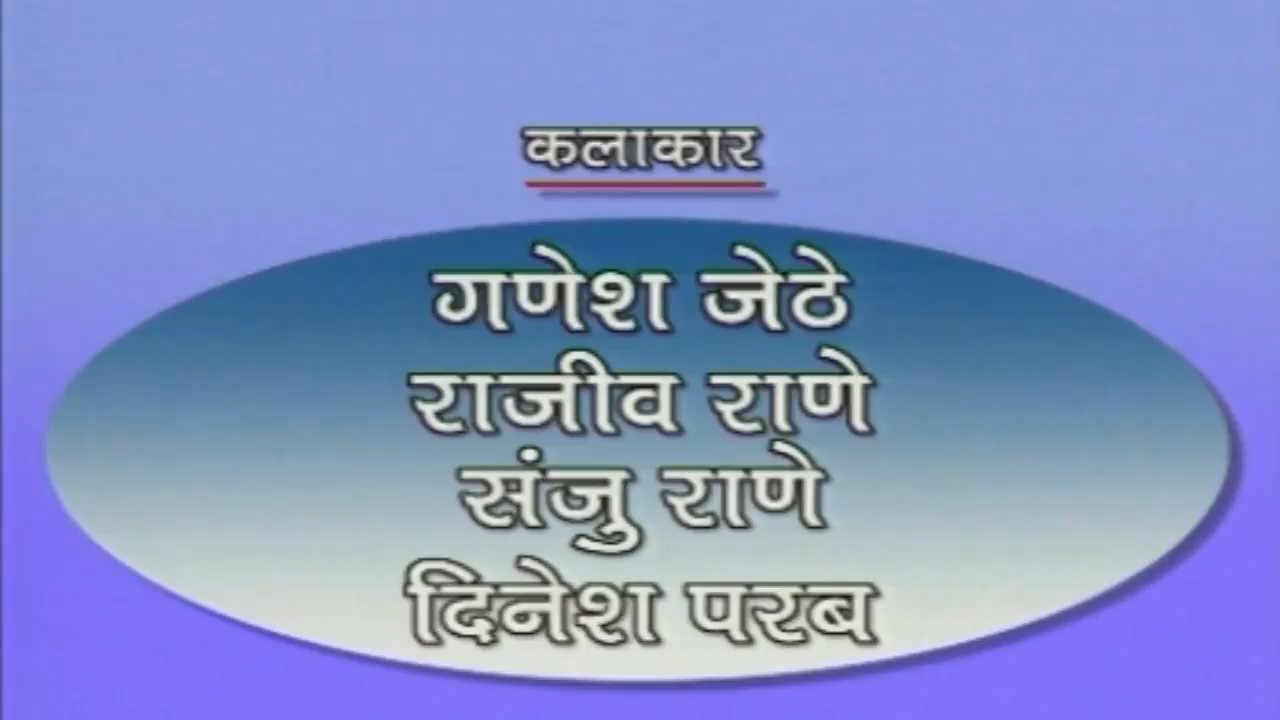 कलाकार
गणेश जेठे
राजीव राणे
संजु राणे
दिनेश परब